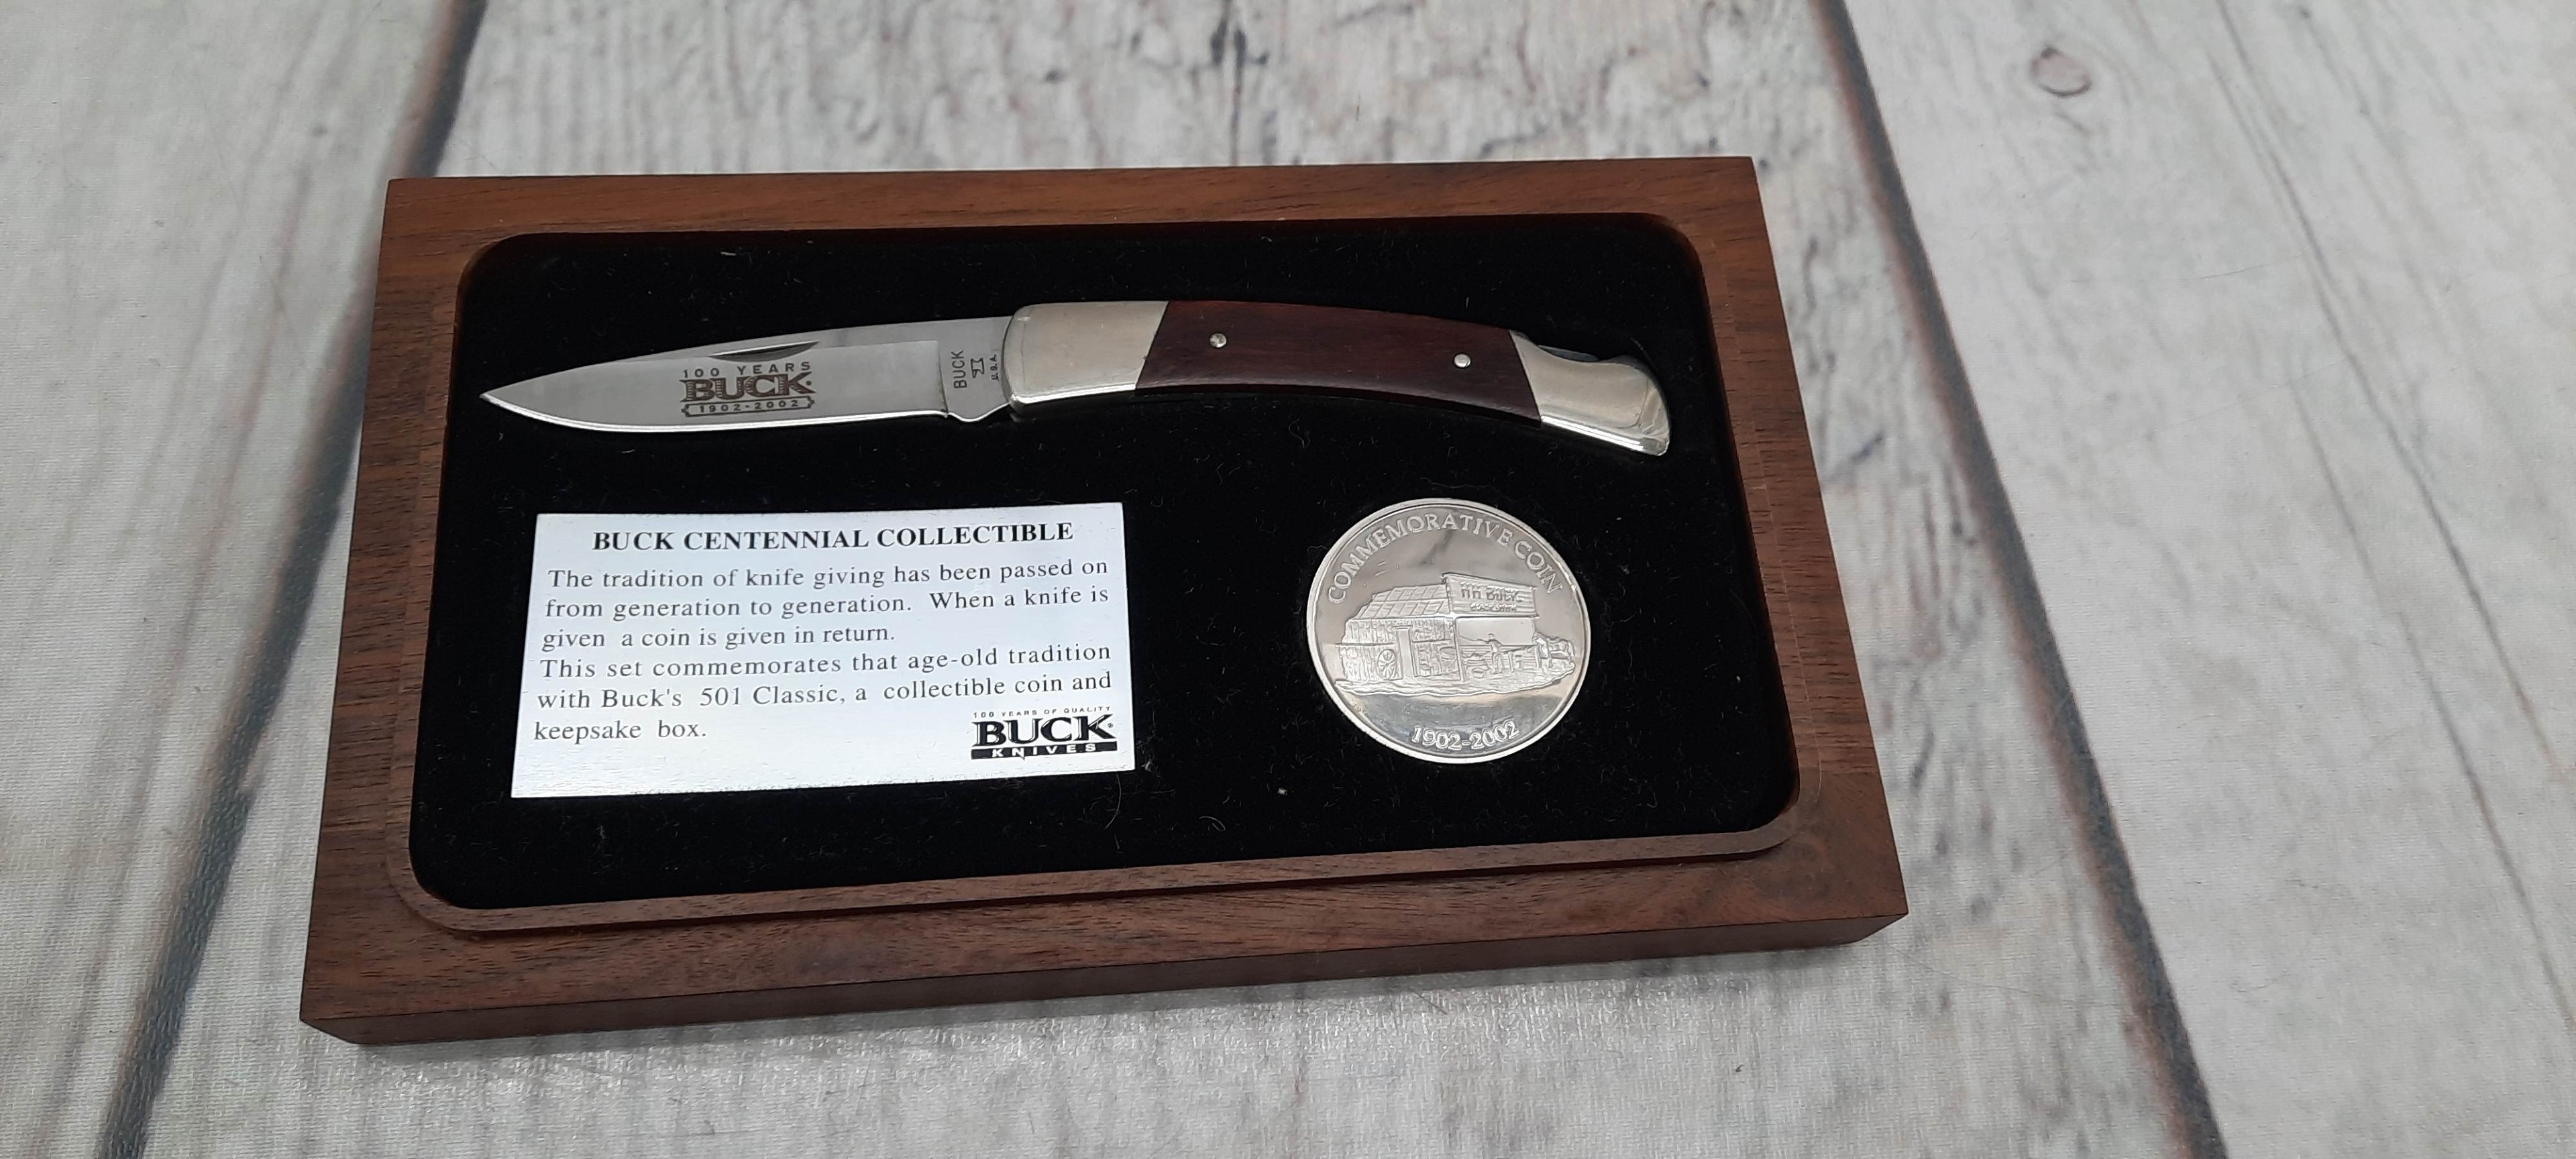 100 YEARS
BUCK
1902-2002
BUCK
U.S.A.
BUCK CENTENNIAL COLLECTIBLE
The tradition of knife giving has been passed on
from generation to generation. When a knife is
given a coin is given in return.
This set commemorates that age-old tradition
with Buck's 501 Classic, a collectible coin and
keepsake box.
100 YEARS OF QUALITY
BUCK®
KNIVES
COMMEMORATIVE COIN
BUCK
1902-2002